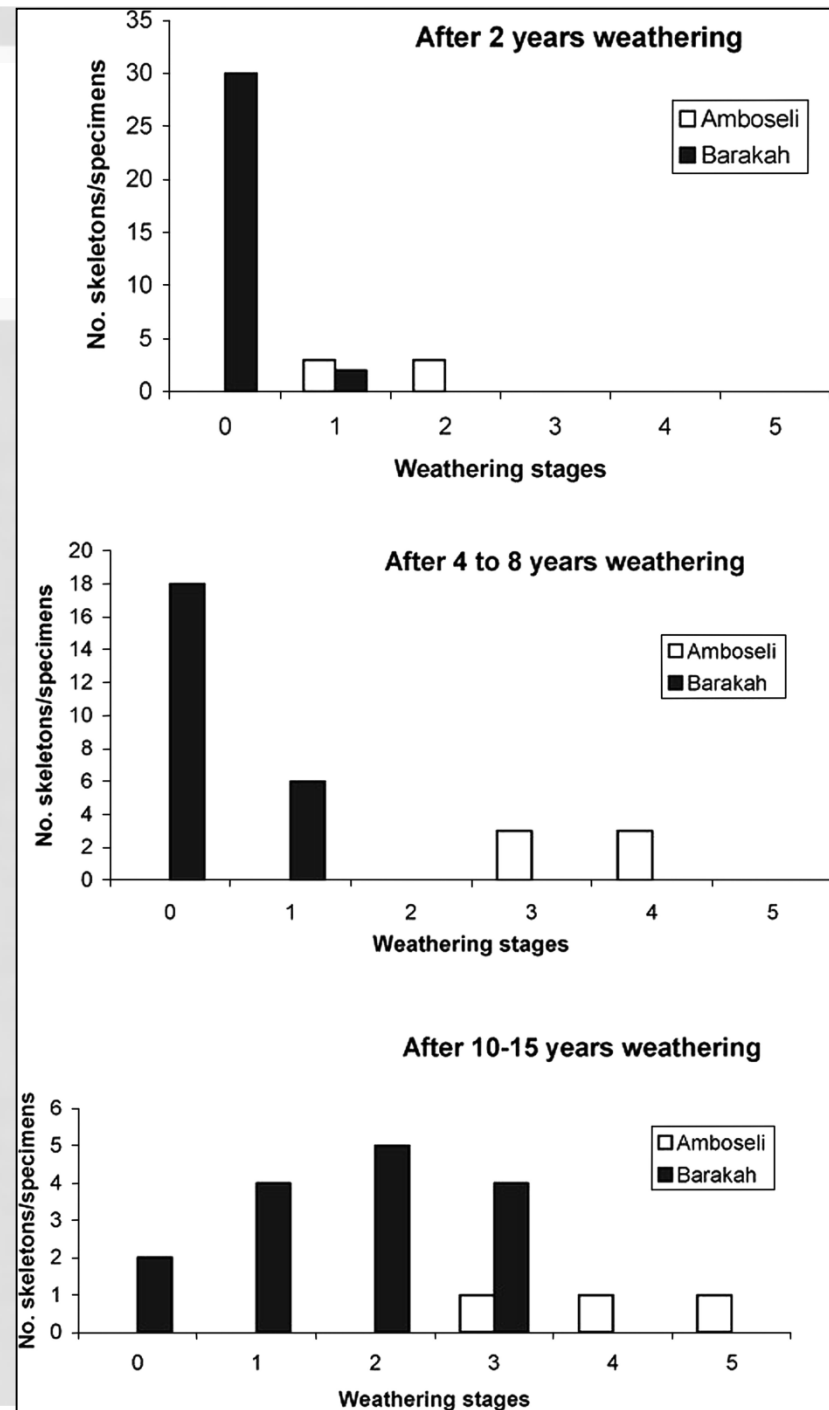 After 2 years weathering
No. skeletons/specimens
35
30
25
20
15
10
5
0
Amboseli
Barakah
0 1 2 3 4 5
Weathering stages
After 4 to 8 years weathering
No. skeletons/specimens
20
18
16
14
12
10
8
6
4
2
0
Amboseli
Barakah
0 1 2 3 4 5
Weathering stages
After 10-15 years weathering
No. skeletons/specimens
6
5
4
3
2
1
0
Amboseli
Barakah
0 1 2 3 4 5
Weathering stages